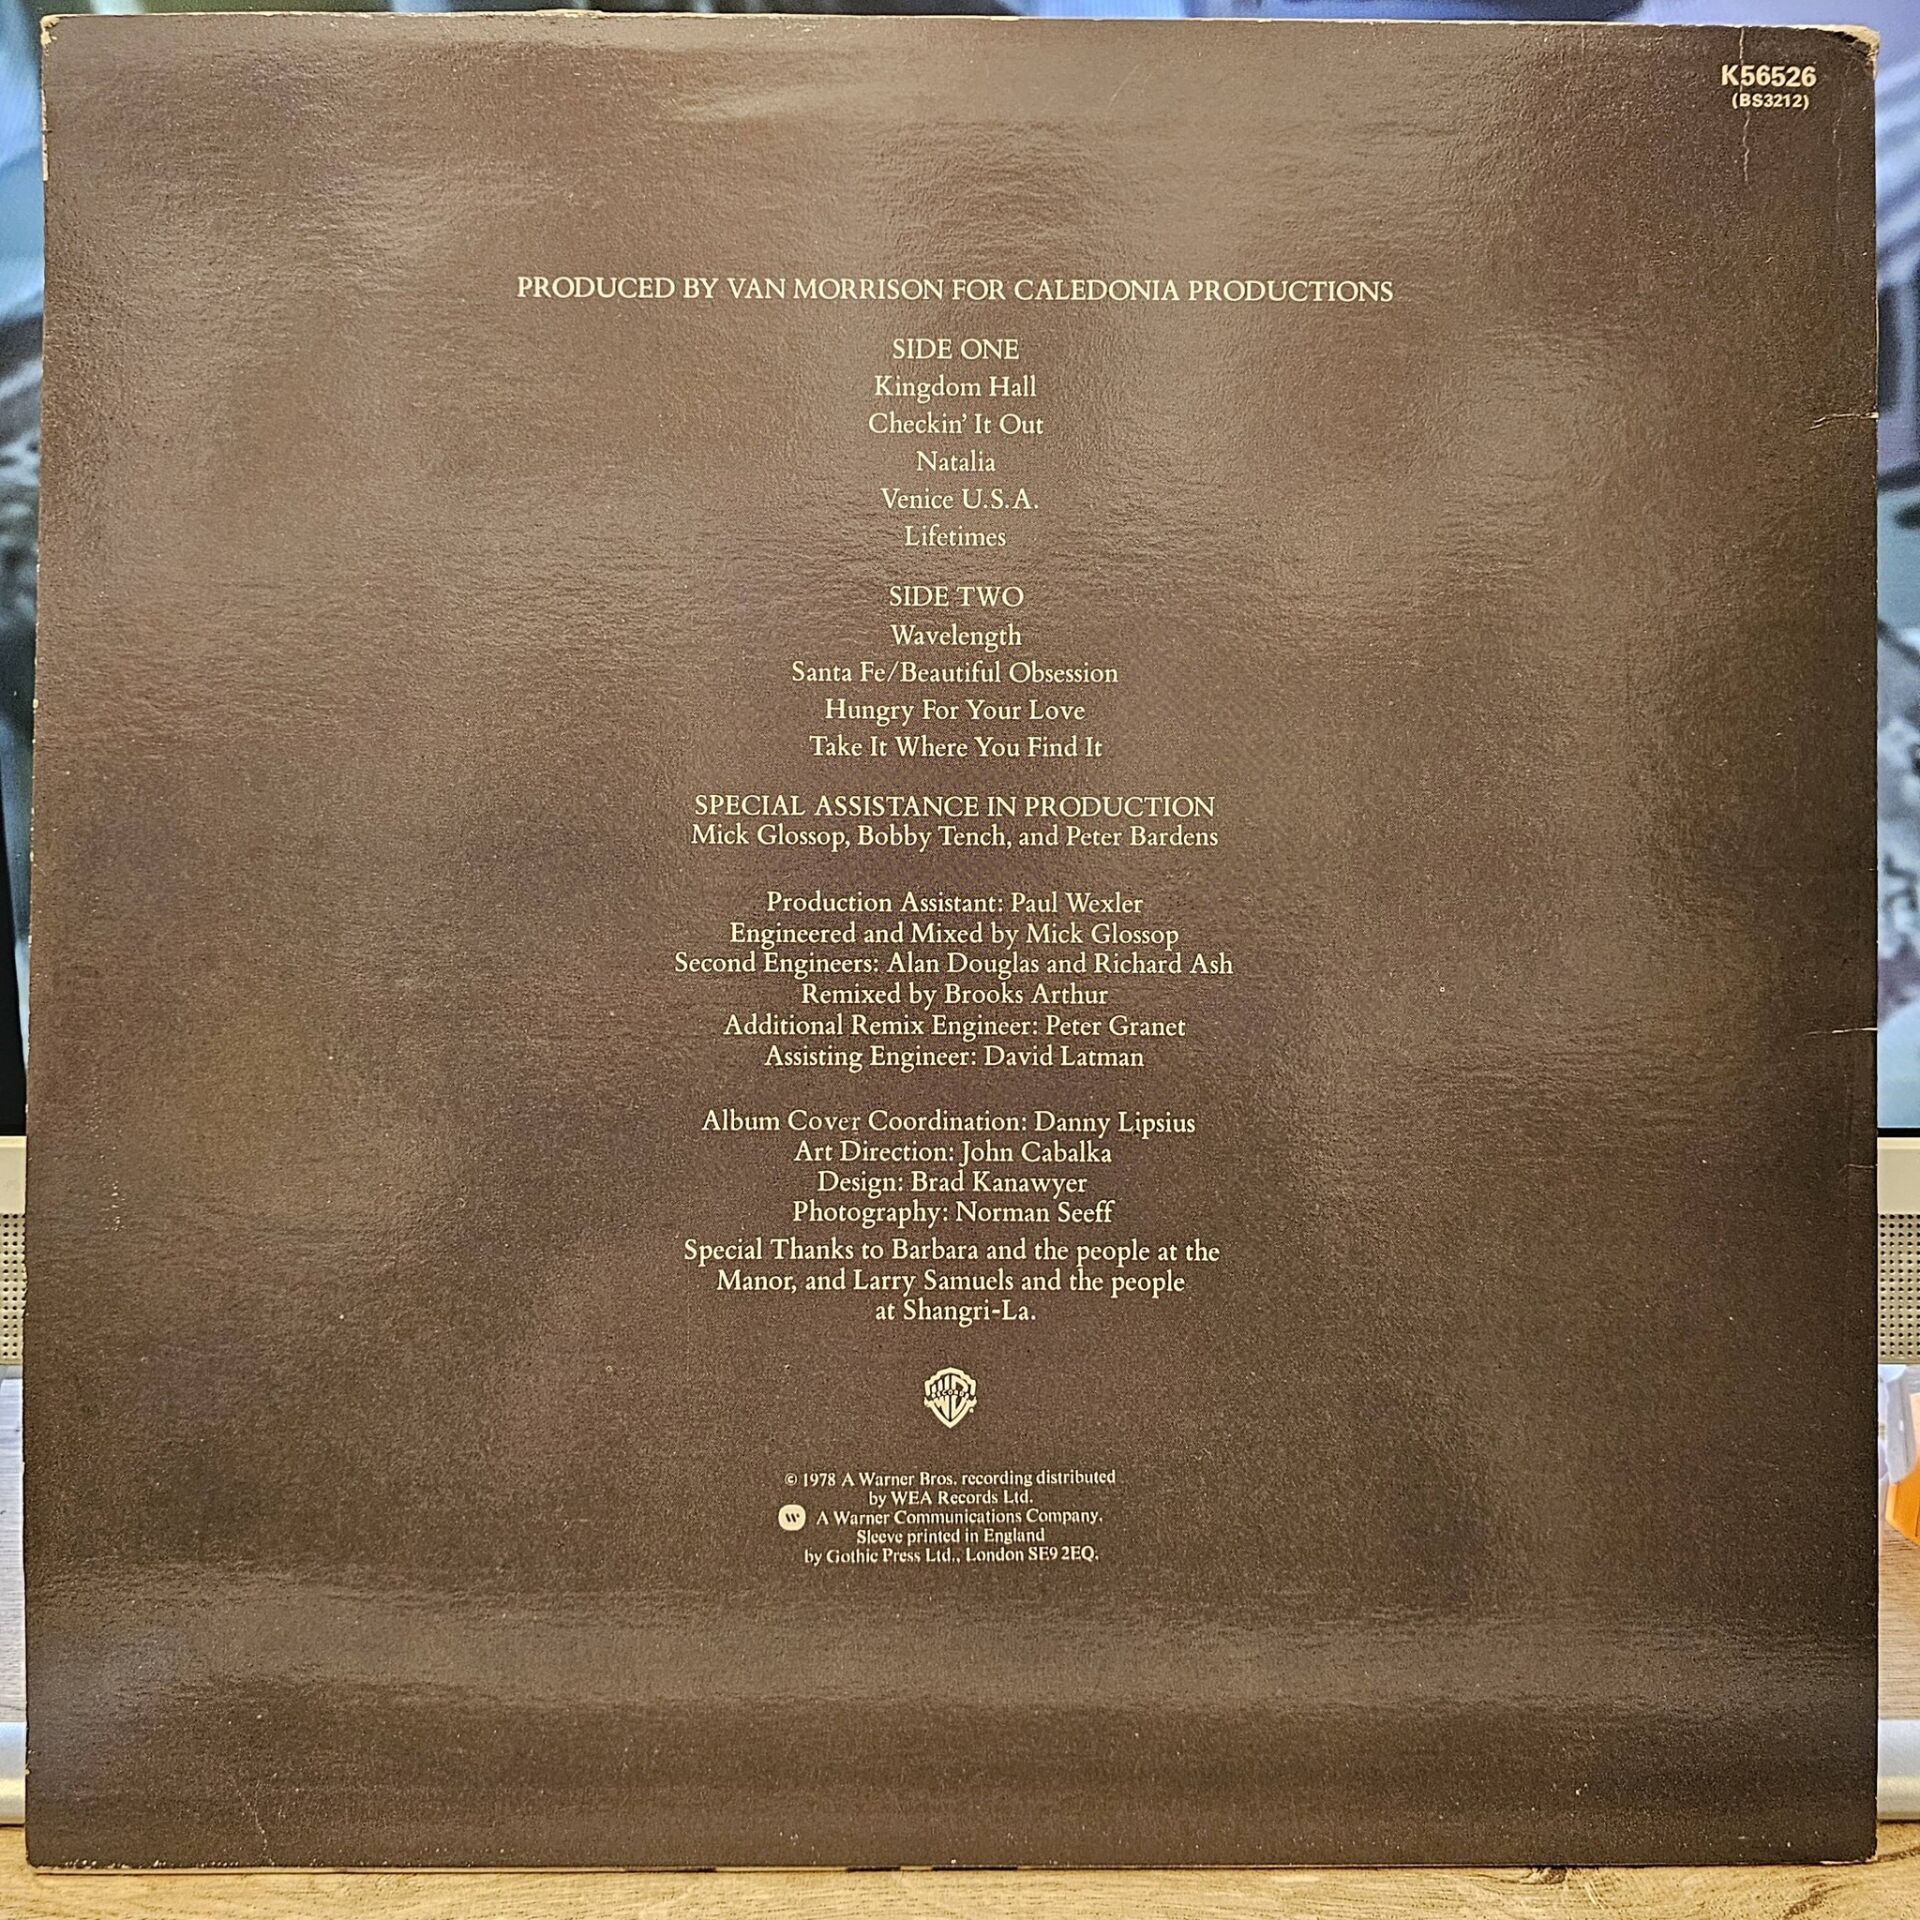 K56526
(BS3212)
PRODUCED BY VAN MORRISON FOR CALEDONIA PRODUCTIONS
SIDE ONE
Kingdom Hall
Checkin' It Out
Natalia
Venice U.S.A.
Lifetimes
SIDE TWO
Wavelength
Santa Fe/Beautiful Obsession
Hungry For Your Love
Take It Where You Find It
SPECIAL ASSISTANCE IN PRODUCTION
Mick Glossop, Bobby Tench, and Peter Bardens
Production Assistant: Paul Wexler
Engineered and Mixed by Mick Glossop
Second Engineers: Alan Douglas and Richard Ash
Remixed by Brooks Arthur
Additional Remix Engineer: Peter Granet
Assisting Engineer: David Latman
Album Cover Coordination: Danny Lipsius
Art Direction: John Cabalka
Design: Brad Kanawyer
Photography: Norman Seeff
Special Thanks to Barbara and the people at the
Manor, and Larry Samuels and the people
at Shangri-La.
WB
RECORDS
© 1978 A Warner Bros. recording distributed
by WEA Records Ltd.
A Warner Communications Company.
Sleeve printed in England
by Gothic Press Ltd., London SE9 2EQ.